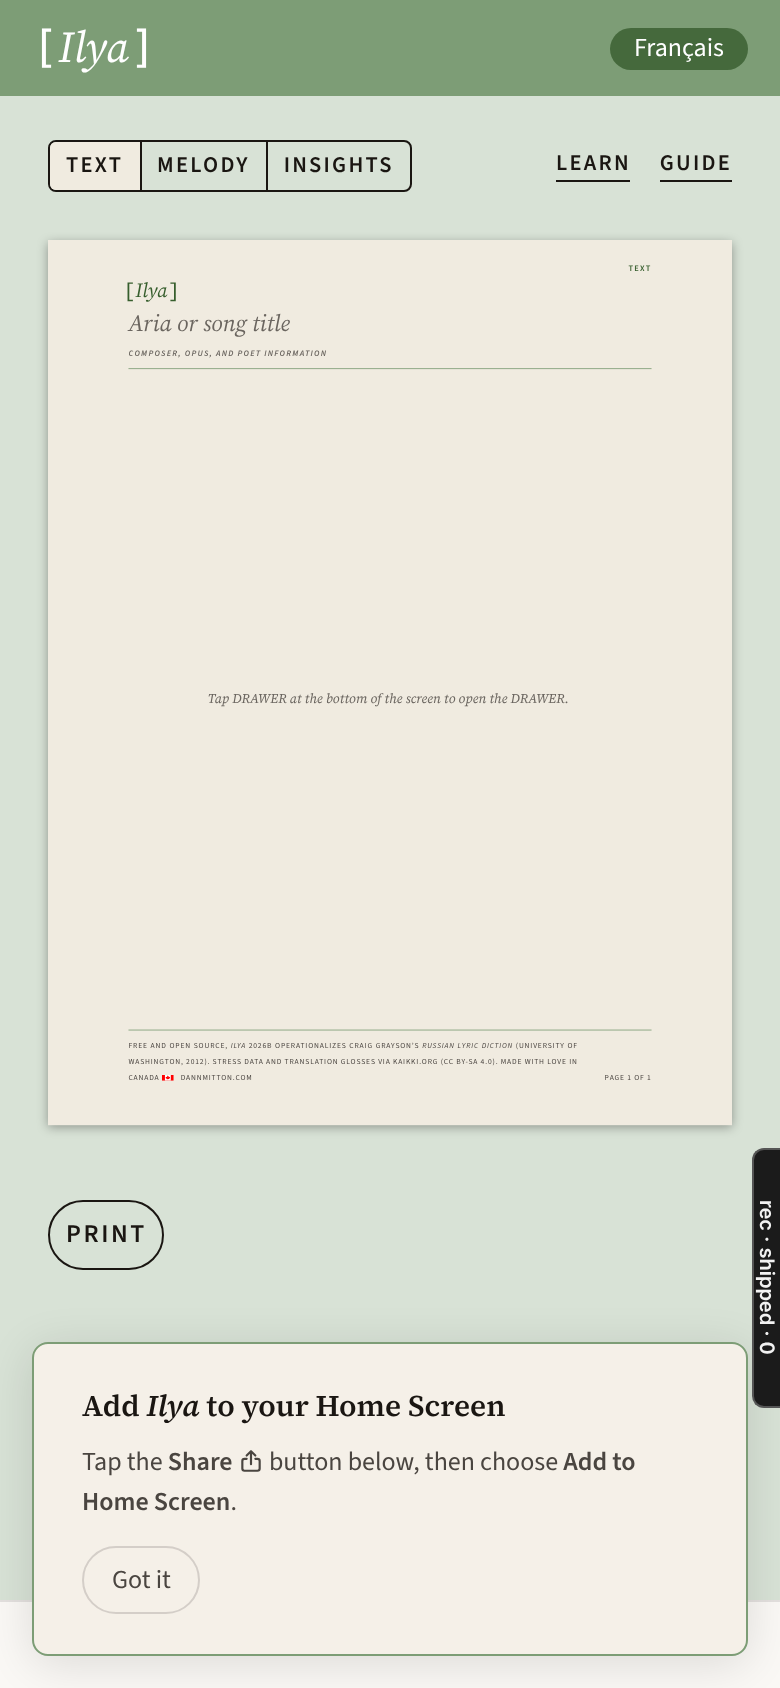 [Ilya]
Français
TEXT
MELODY
INSIGHTS
LEARN
GUIDE
TEXT
[Ilya]
Aria or song title
COMPOSER, OPUS, AND POET INFORMATION
Tap DRAWER at the bottom of the screen to open the DRAWER.
FREE AND OPEN SOURCE, ILYA 2026B OPERATIONALIZES CRAIG GRAYSON'S RUSSIAN LYRIC DICTION (UNIVERSITY OF
WASHINGTON, 2012). STRESS DATA AND TRANSLATION GLOSSES VIA KAIKKI.ORG (CC BY-SA 4.0). MADE WITH LOVE IN
CANADA 🇨🇦 DANNMITTON.COM
PAGE 1 OF 1
PRINT
rec · shipped · 0
Add Ilya to your Home Screen
Tap the Share button below, then choose Add to
Home Screen.
Got it